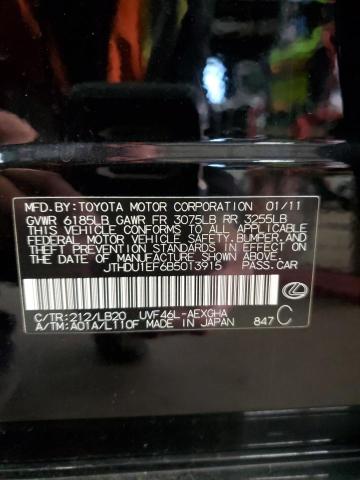 MFD.BY:TOYOTA MOTOR CORPORATION 01/11
GVWR 6185LB GAWR FR 3075LB RR 3255LB
THIS VEHICLE CONFORMS TO ALL APPLICABLE
FEDERAL MOTOR VEHICLE SAFETY,BUMPER,
AND THEFT PREVENTION STANDARDS IN EFFECT
ON THE DATE OF MANUFACTURE SHOWN ABOVE.
JTHDU1EF6B5013915 PASS.CAR
C/TR:212/LB20 UVF46L-AEXGHA
A/TM:A01A/L110F MADE IN JAPAN 847 C